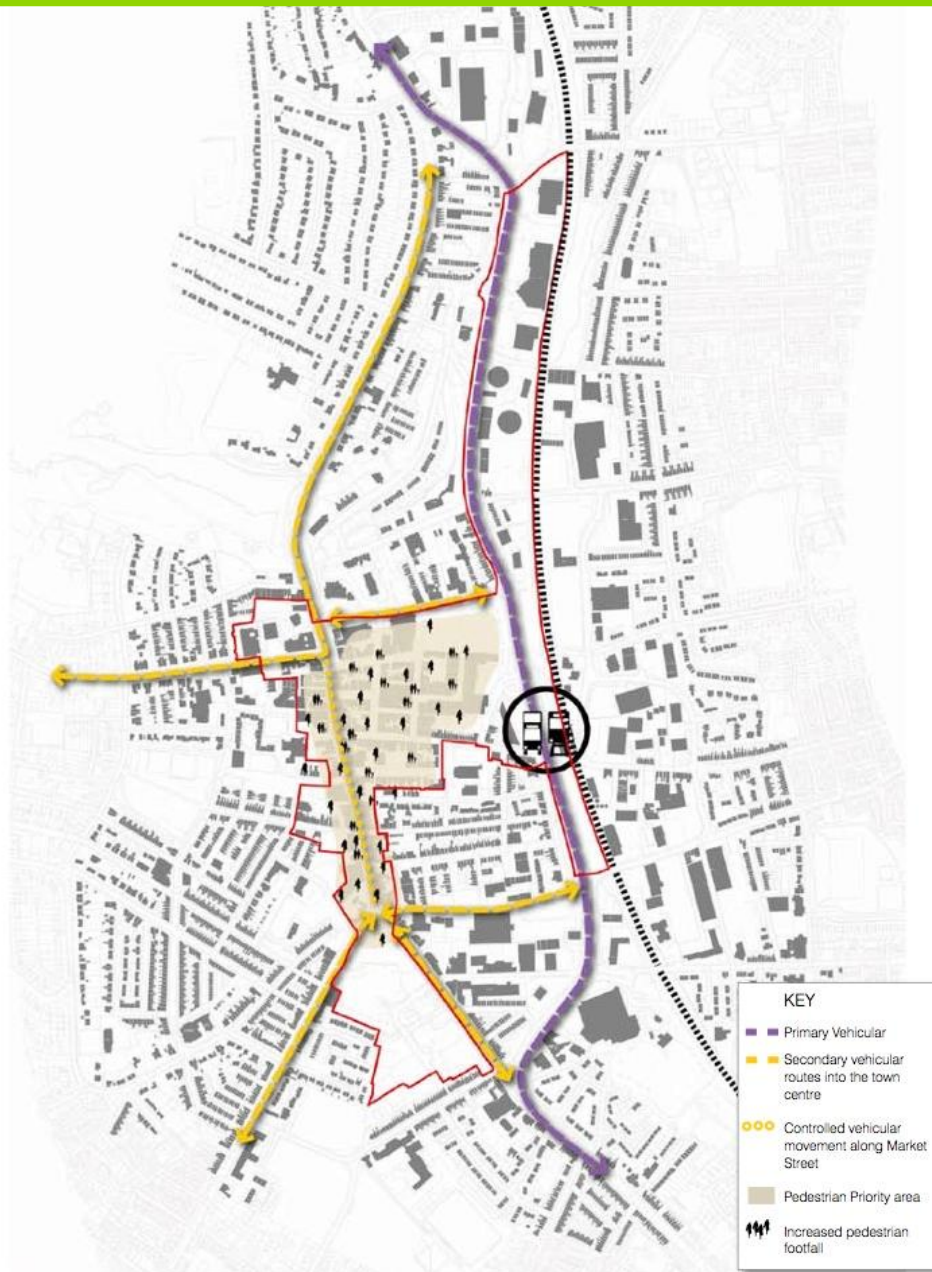 KEY
Primary Vehicular
Secondary vehicular
routes into the town
centre
Controlled vehicular
movement along Market
Street
Pedestrian Priority area
Increased pedestrian
footfall